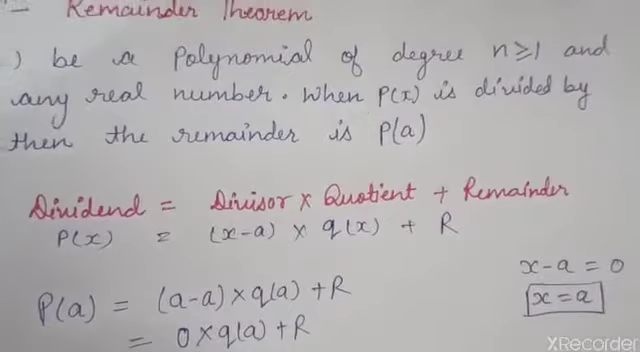 :- Remainder Theorem
) be a Polynomial of degree n≥1 and
any real number. When P(x) is divided by
then the remainder is P(a)
Dividend = Divisor × Quotient + Remainder
P(x) = (x-a) × q(x) + R
x-a = 0
P(a) = (a-a) × q(a) + R
x = a
= 0 × q(a) + R
XRecorder